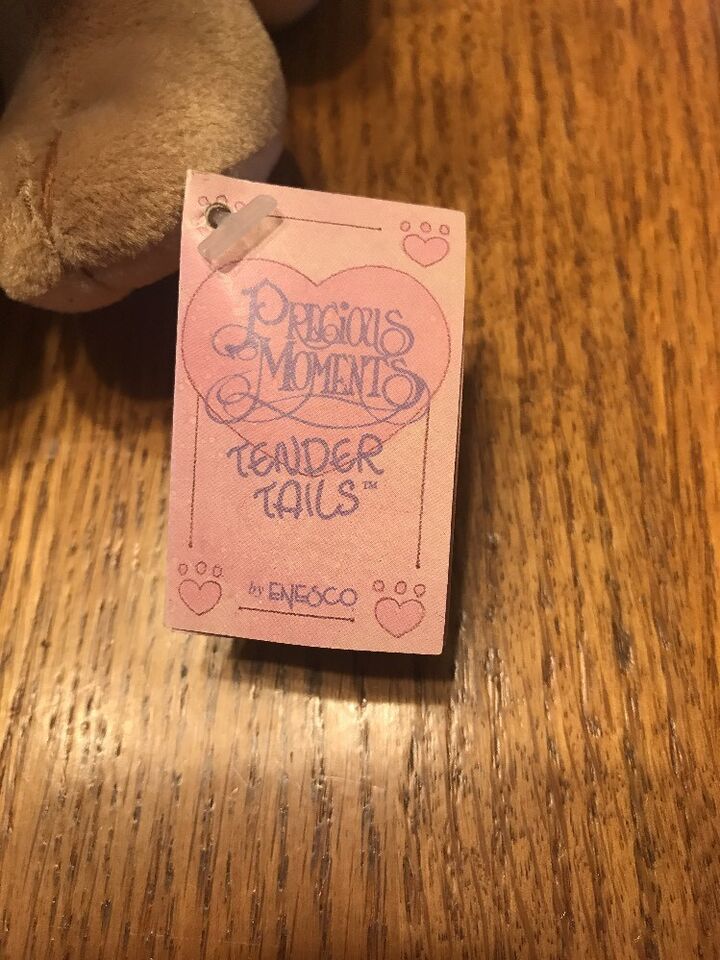 PRECIOUS
MOMENTS
TENDER
TAILS™
by ENESCO